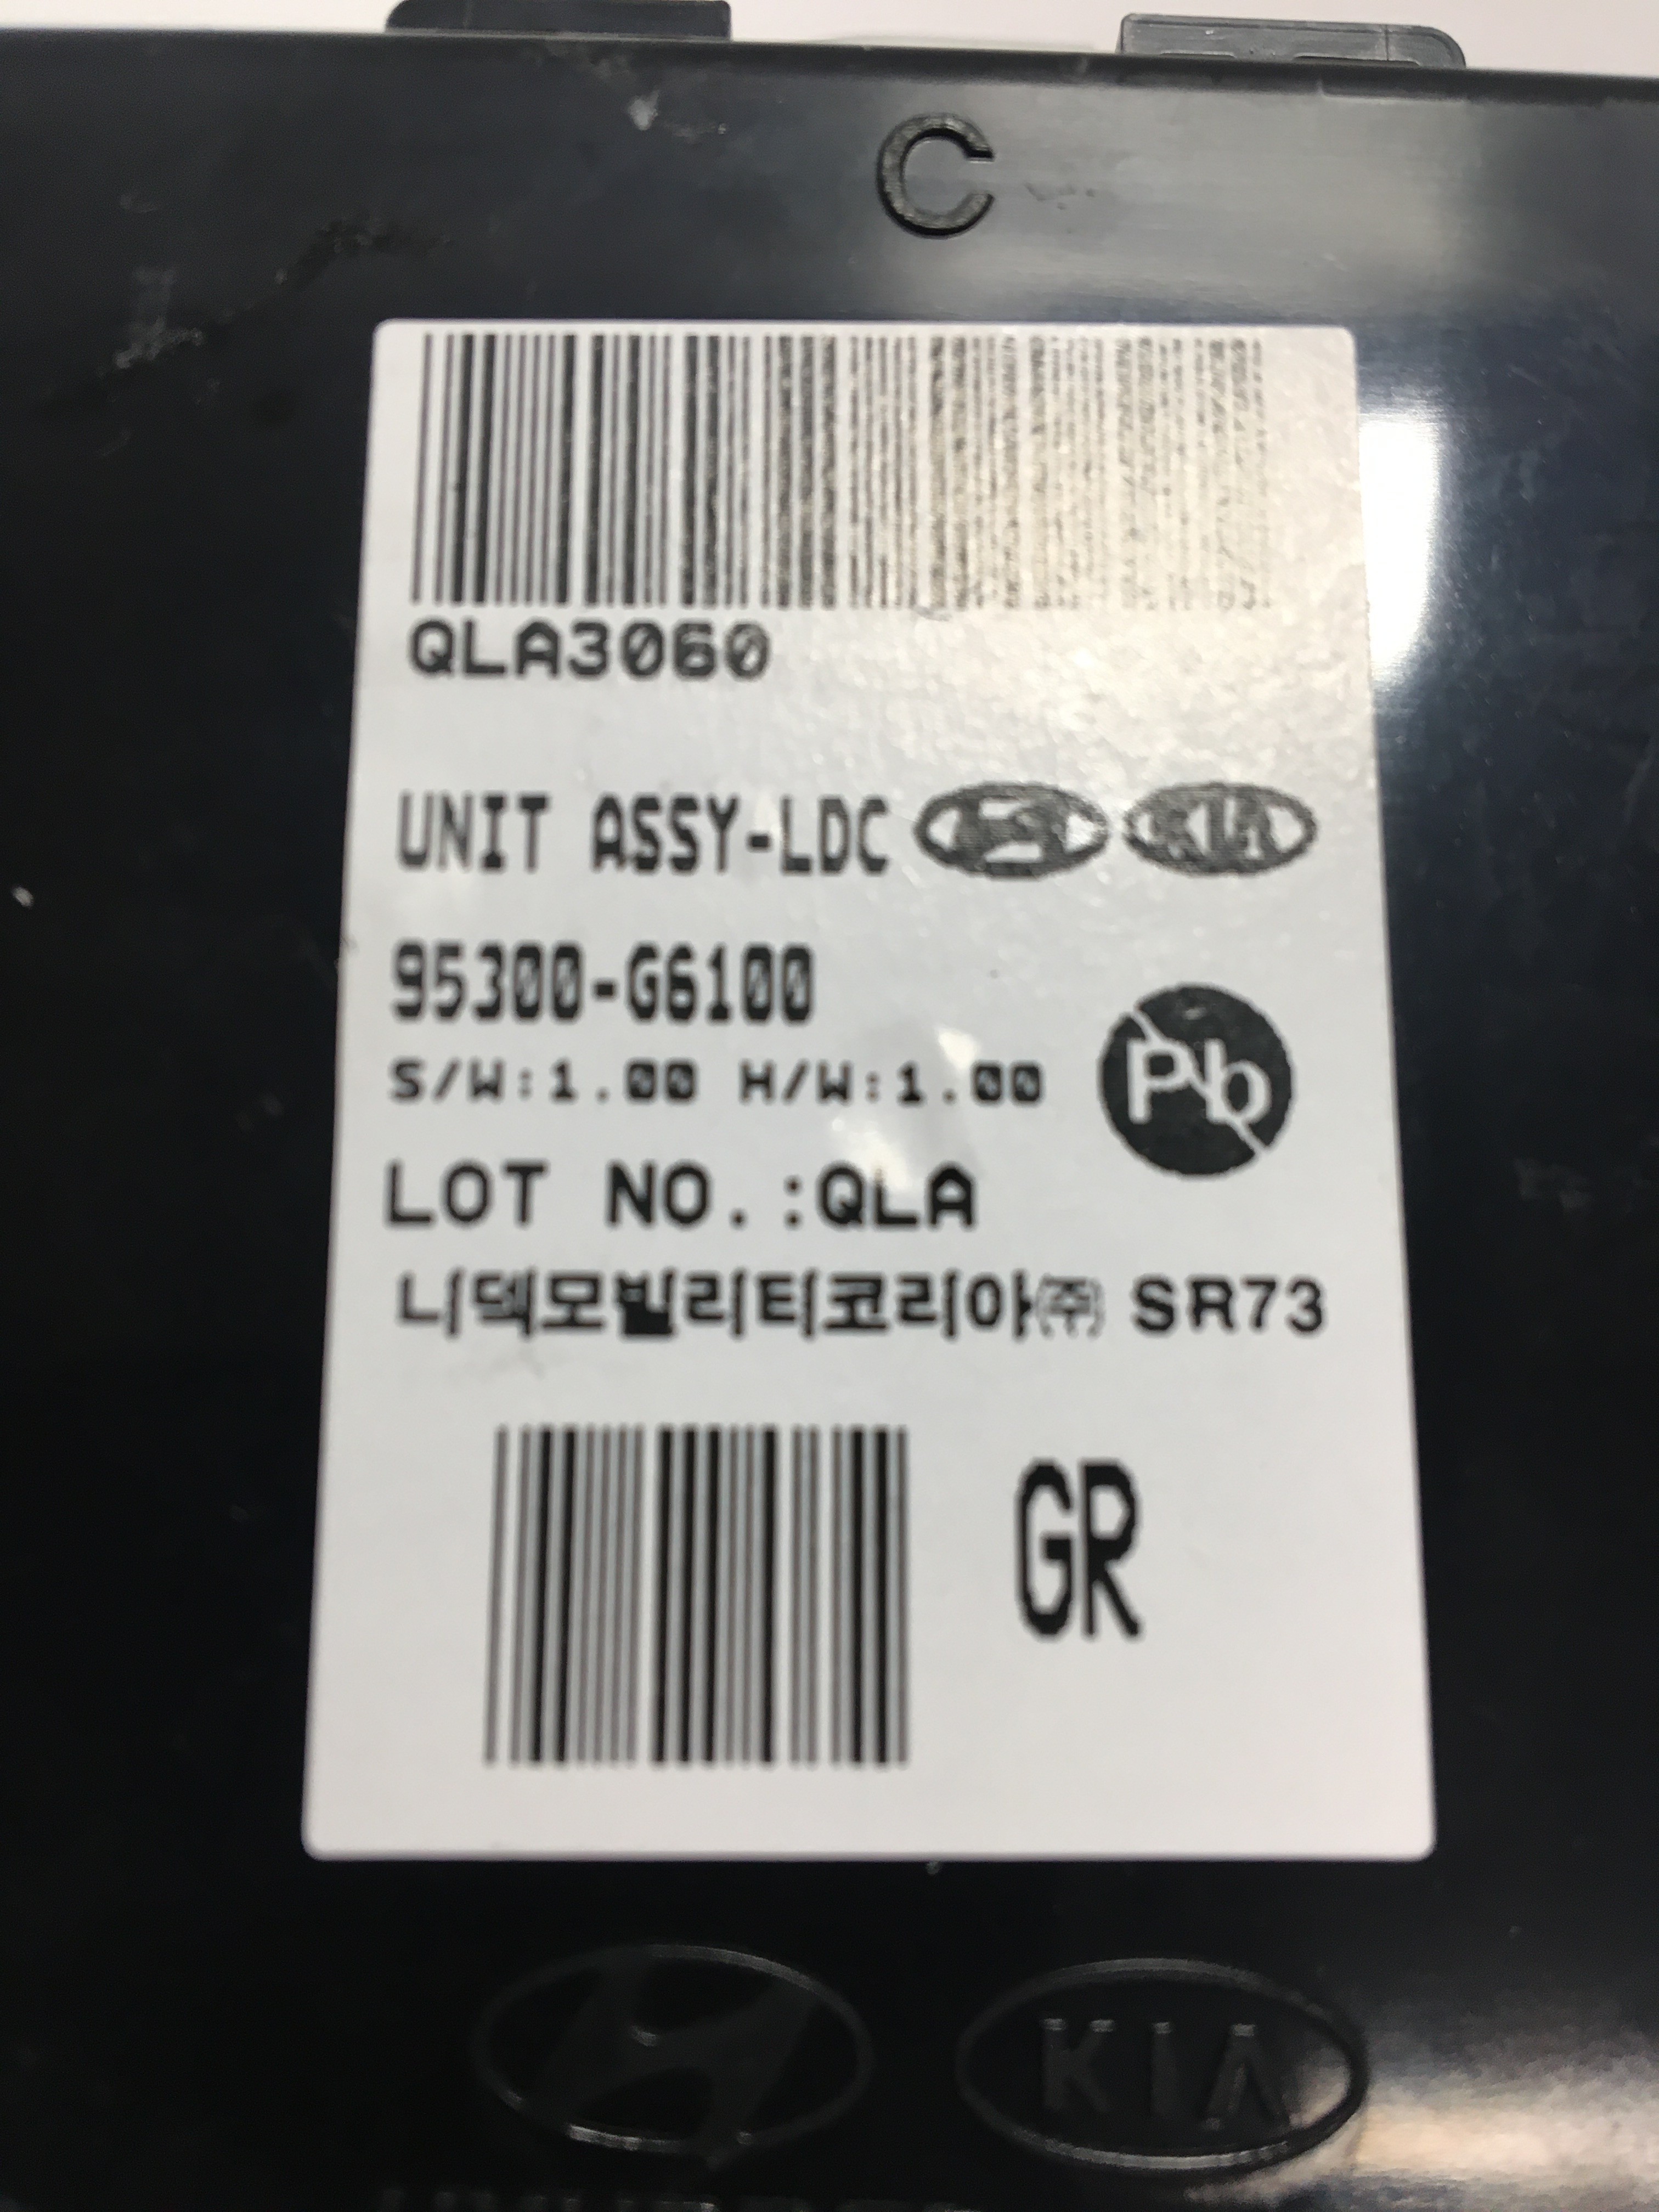 C
QLA3060
UNIT ASSY-LDC KIA
95300-G6100
S/W:1.00 H/W:1.00
Pb
LOT NO.:QLA
니덱모빌리티코리아㈜ SR73
GR
KIA